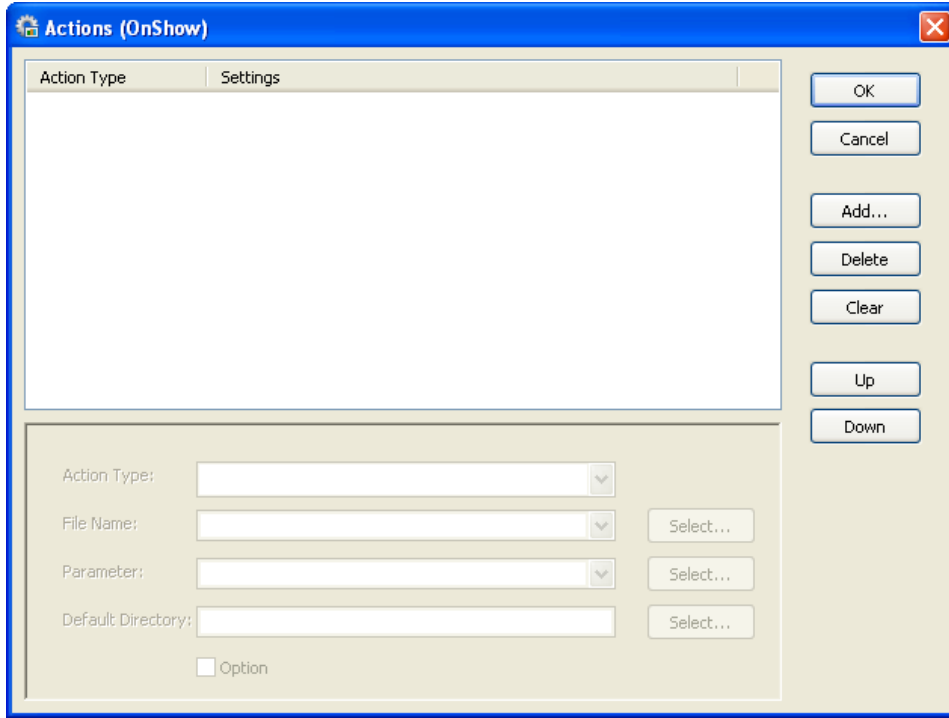 Actions (OnShow)
Action Type Settings
OK
Cancel
Add...
Delete
Clear
Up
Down
Action Type:
File Name: Select...
Parameter: Select...
Default Directory: Select...
Option